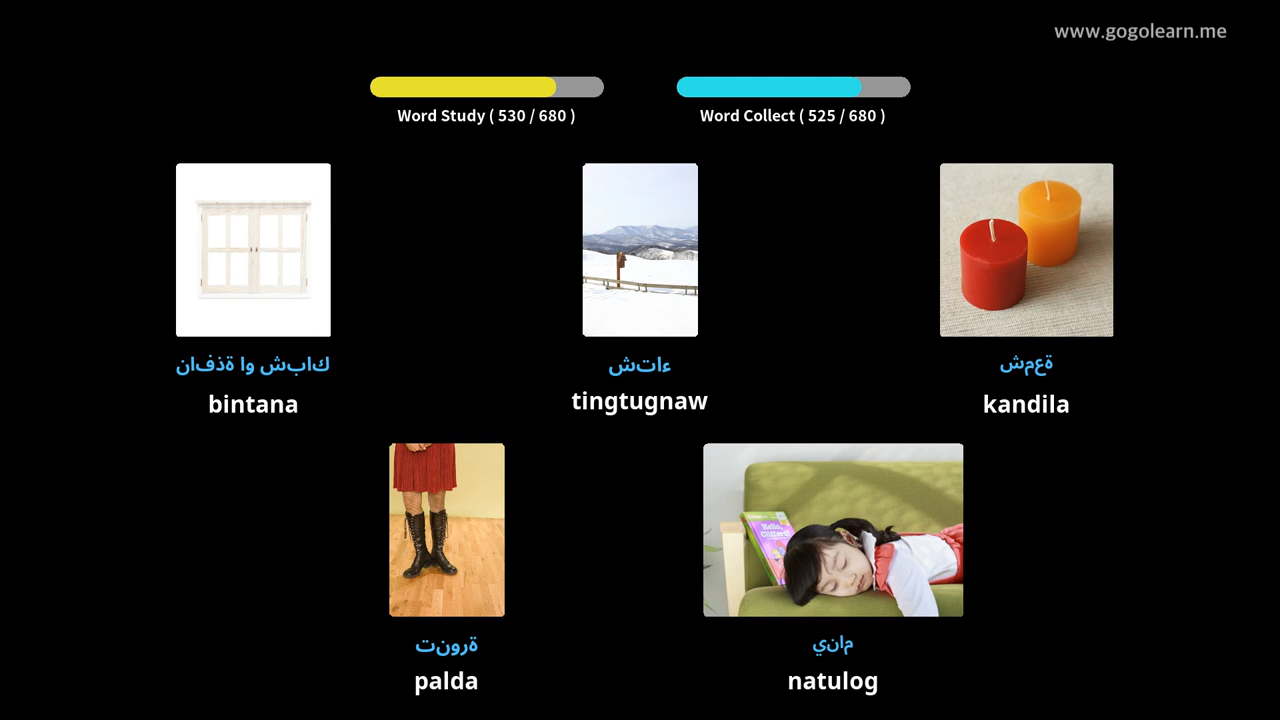 www.gogolearn.me
Word Study ( 530 / 680 )
Word Collect ( 525 / 680 )
كابش وا ةذفان
bintana
ءاتش
tingtugnaw
ةعمش
kandila
ةرونت
palda
ماني
natulog